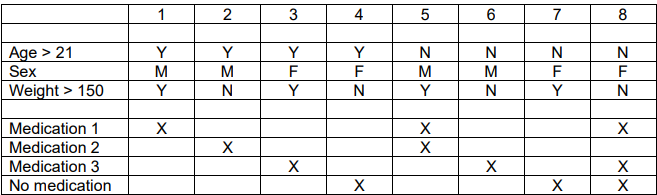 1 2 3 4 5 6 7 8
Age > 21 Y Y Y Y N N N N
Sex M M F F M M F F
Weight > 150 Y N Y N Y N Y N
Medication 1 X X X
Medication 2 X X
Medication 3 X X X
No medication X X X